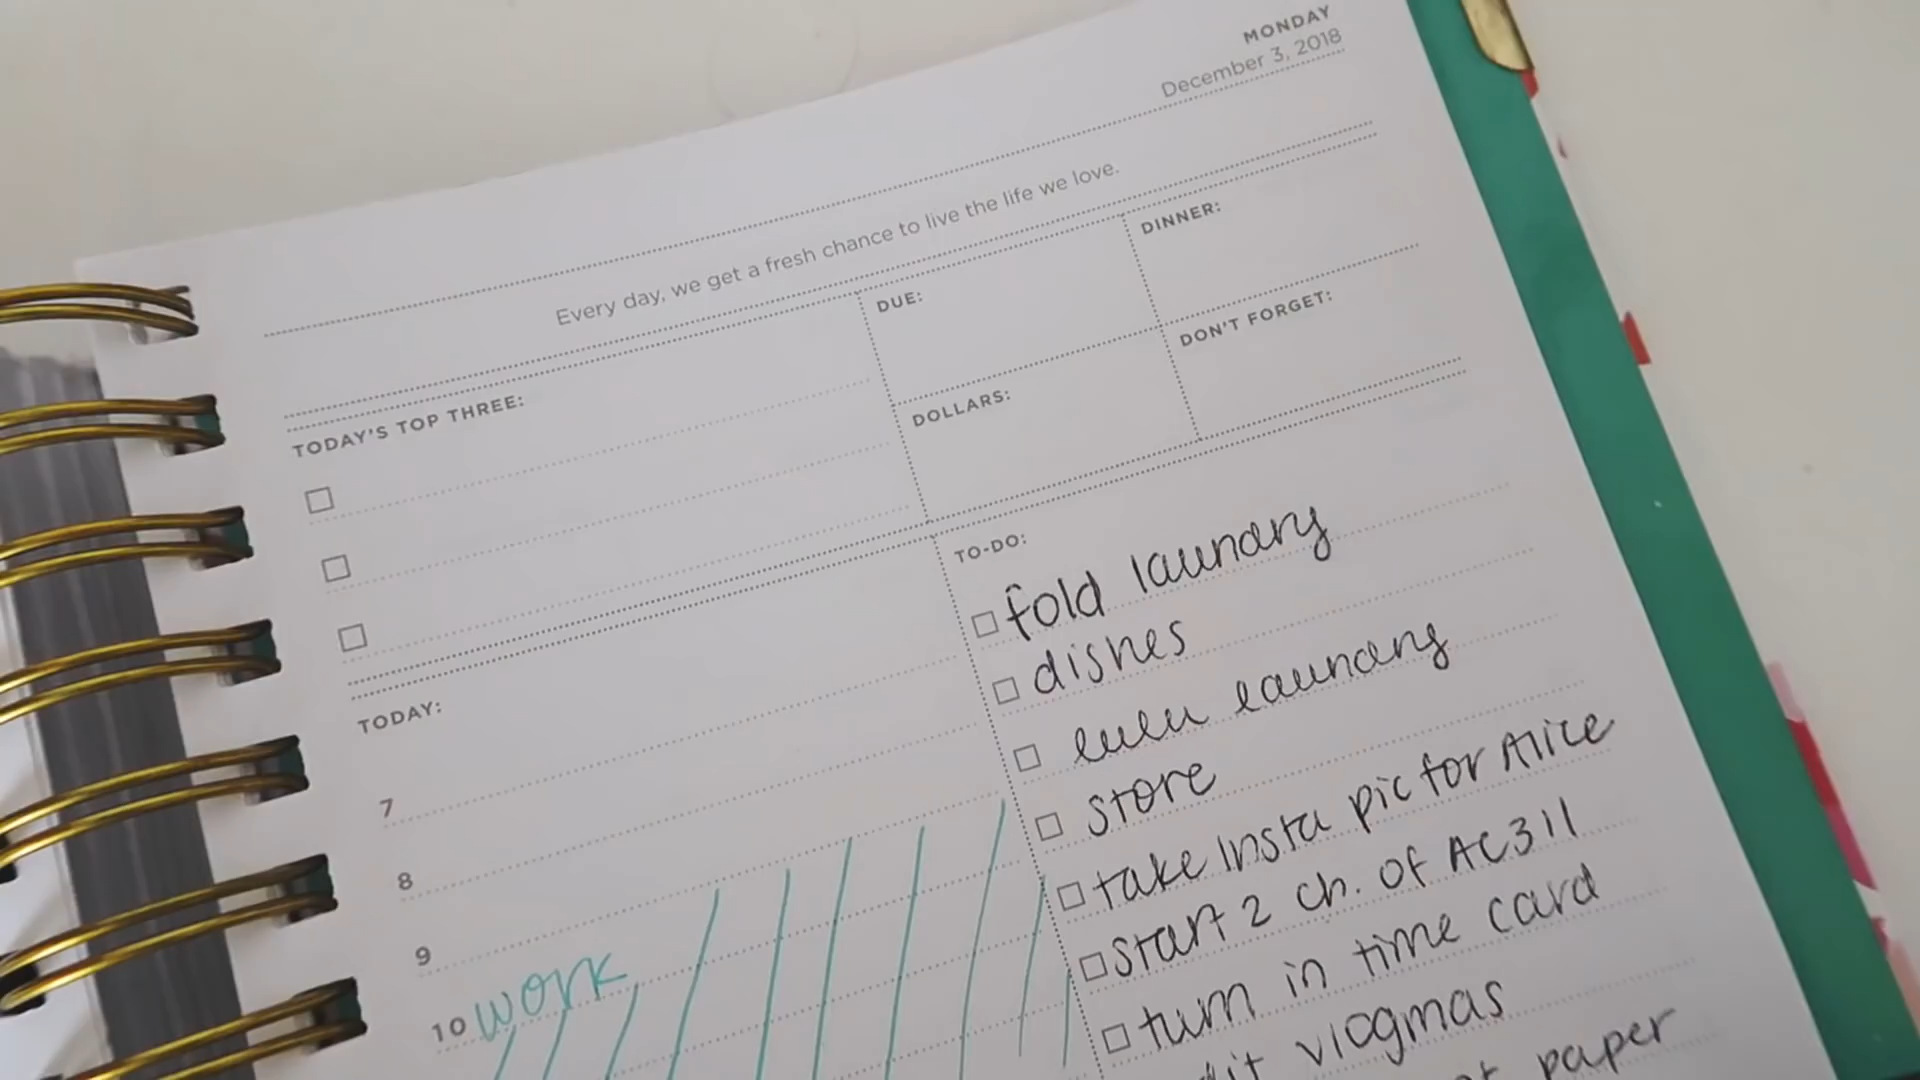 MONDAY
December 3, 2018
Every day, we get a fresh chance to live the life we love.
TODAY'S TOP THREE:
DUE:
DINNER:
DOLLARS:
DON'T FORGET:
TODAY:
7
8
9
10 work
TO-DO:
fold laundry
dishes
lulu laundry
store
take insta pic for Alice
start 2 ch. of AC311
turn in time card
vlogmas
paper